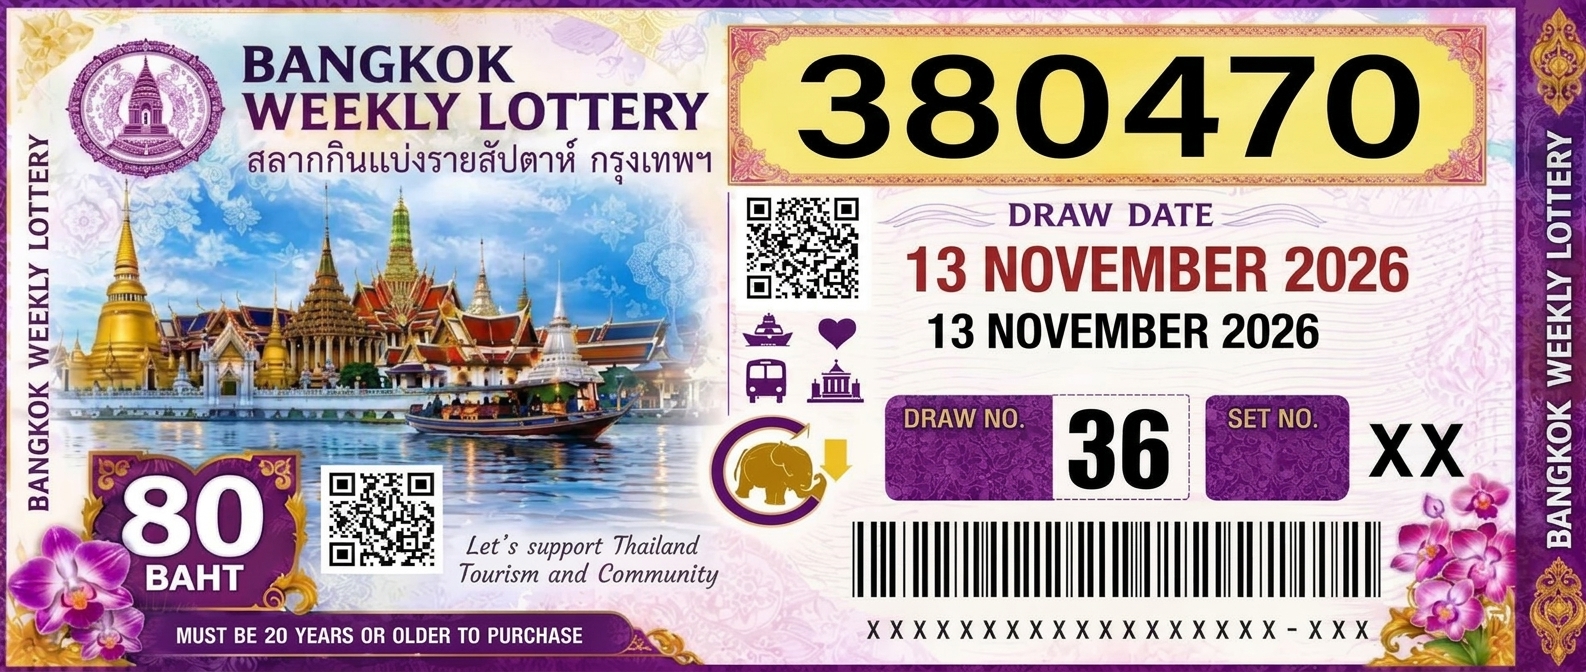 BANGKOK WEEKLY LOTTERY
BANGKOK
WEEKLY LOTTERY
สลากกินแบ่งรายสัปดาห์ กรุงเทพฯ
380470
DRAW DATE
13 NOVEMBER 2026
13 NOVEMBER 2026
DRAW NO. 36 SET NO. XX
80
BAHT
Let's support Thailand
Tourism and Community
MUST BE 20 YEARS OR OLDER TO PURCHASE
XXXXXXXXXXXXXXXXXX-XXX
BANGKOK WEEKLY LOTTERY